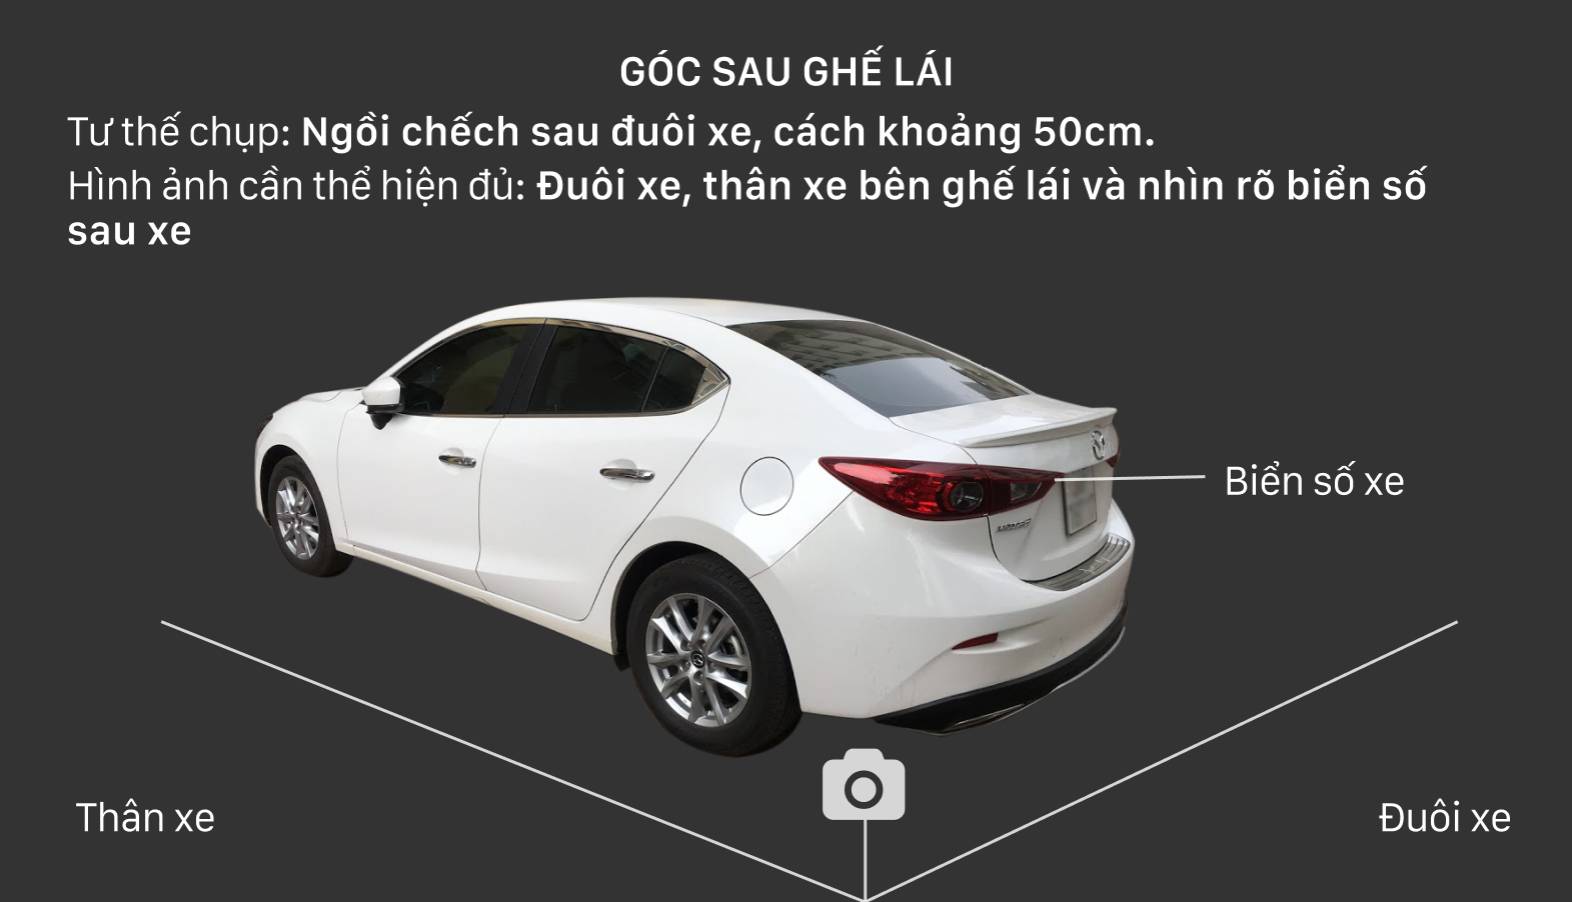 GÓC SAU GHẾ LÁI
Tư thế chụp: Ngồi chếch sau đuôi xe, cách khoảng 50cm.
Hình ảnh cần thể hiện đủ: Đuôi xe, thân xe bên ghế lái và nhìn rõ biển số
sau xe
Biển số xe
Thân xe
Đuôi xe